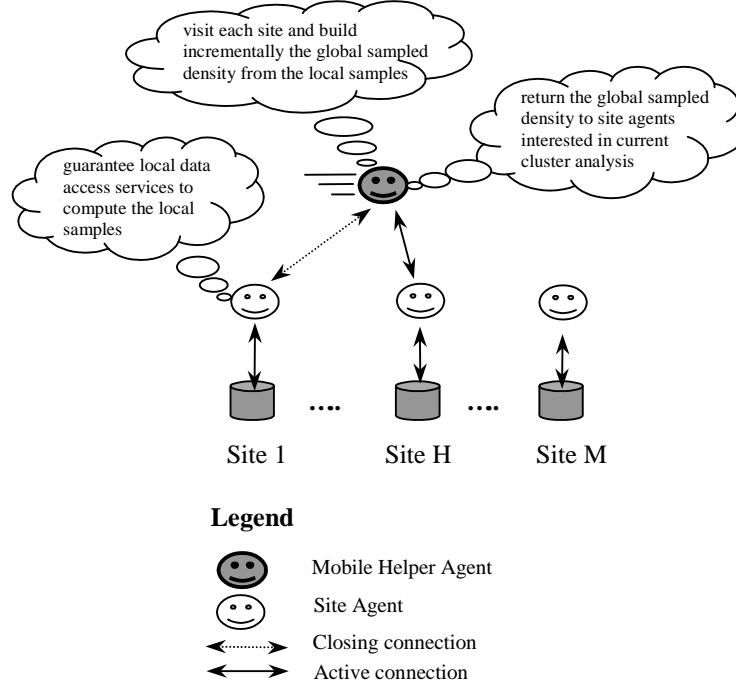 visit each site and build
incrementally the global sampled
density from the local samples
return the global sampled
density to site agents
interested in current
cluster analysis
guarantee local data
access services to
compute the local
samples
.... ....
Site 1 Site H Site M
Legend
Mobile Helper Agent
Site Agent
Closing connection
Active connection